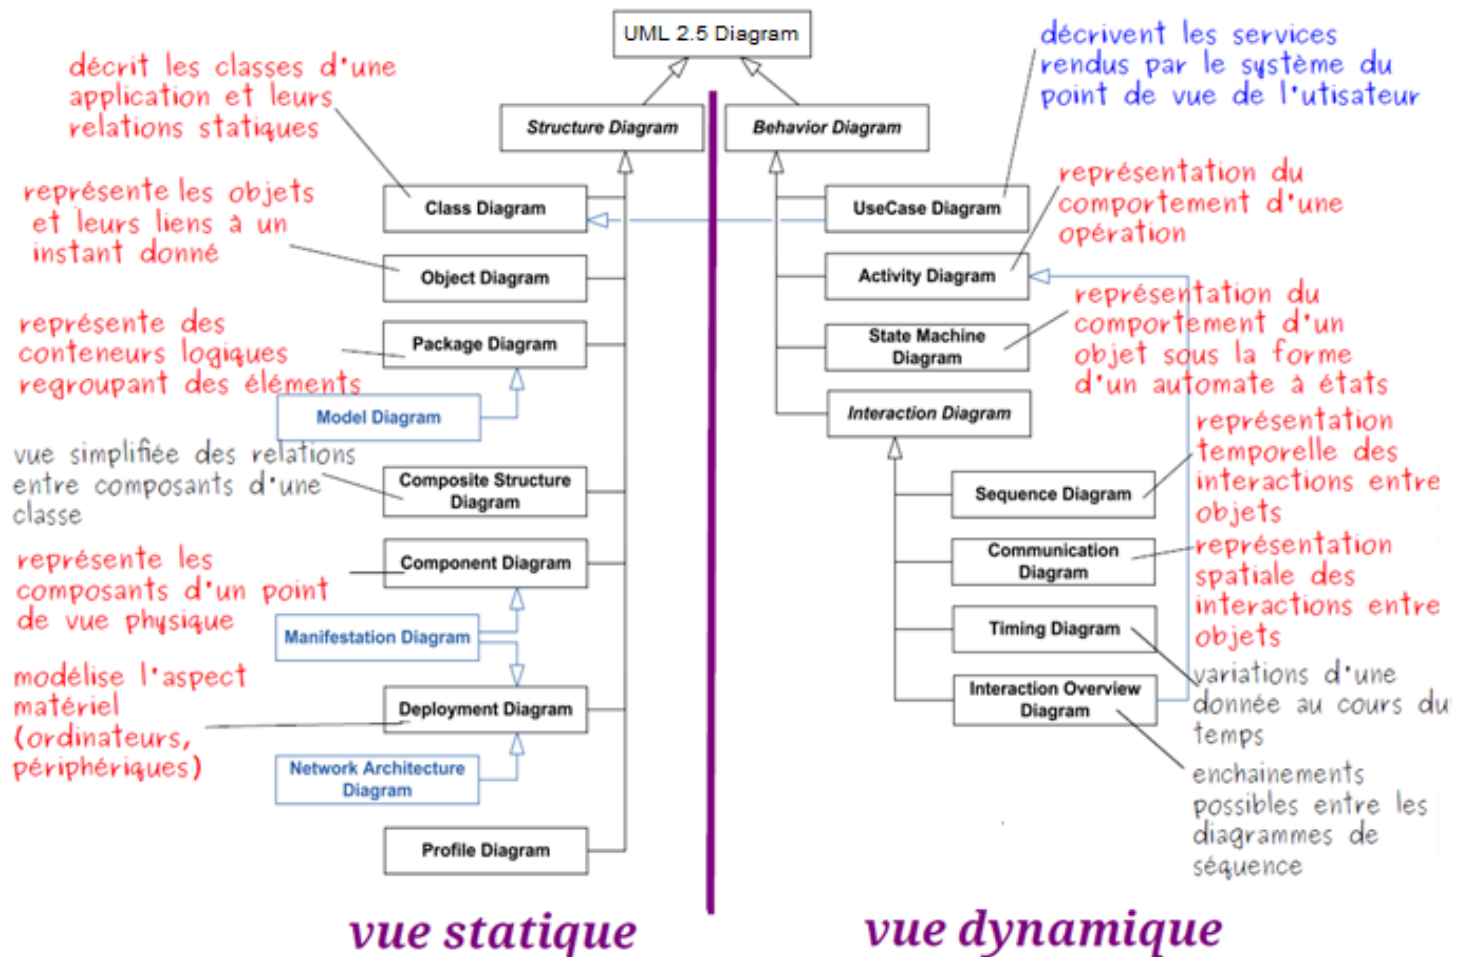 UML 2.5 Diagram
Structure Diagram
Behavior Diagram
décrit les classes d'une
application et leurs
relations statiques
Class Diagram
représente les objets
et leurs liens à un
instant donné
Object Diagram
représente des
conteneurs logiques
regroupant des éléments
Package Diagram
Model Diagram
vue simplifiée des relations
entre composants d'une
classe
Composite Structure
Diagram
représente les
composants d'un point
de vue physique
Component Diagram
Manifestation Diagram
modélise l'aspect
matériel
(ordinateurs,
périphériques)
Deployment Diagram
Network Architecture
Diagram
Profile Diagram
vue statique
décrivent les services
rendus par le système du
point de vue de l'utisateur
UseCase Diagram
représentation du
comportement d'une
opération
Activity Diagram
représentation du
comportement d'un
objet sous la forme
d'un automate à états
State Machine
Diagram
Interaction Diagram
représentation
temporelle des
interactions entre
objets
Sequence Diagram
représentation
spatiale des
interactions entre
objets
Communication
Diagram
Timing Diagram
variations d'une
donnée au cours du
temps
Interaction Overview
Diagram
enchainements
possibles entre les
diagrammes de
séquence
vue dynamique